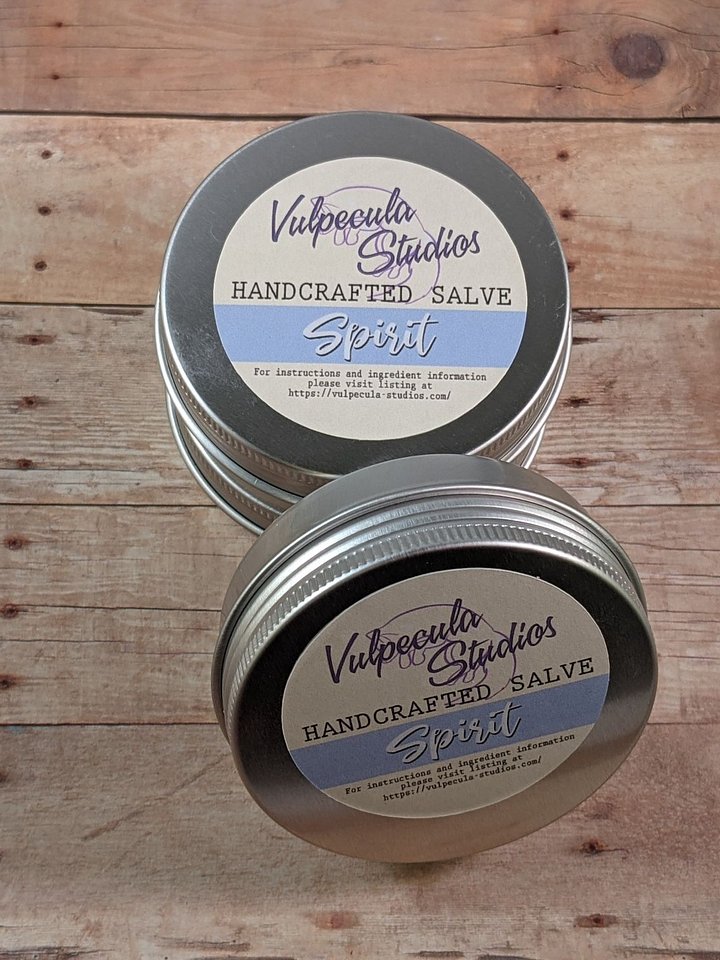 Vulpecula
Studios
HANDCRAFTED SALVE
Spirit
For instructions and ingredient information
please visit listing at
https://vulpecula-studios.com/
Vulpecula
Studios
HANDCRAFTED SALVE
Spirit
For instructions and ingredient information
please visit listing at
https://vulpecula-studios.com/